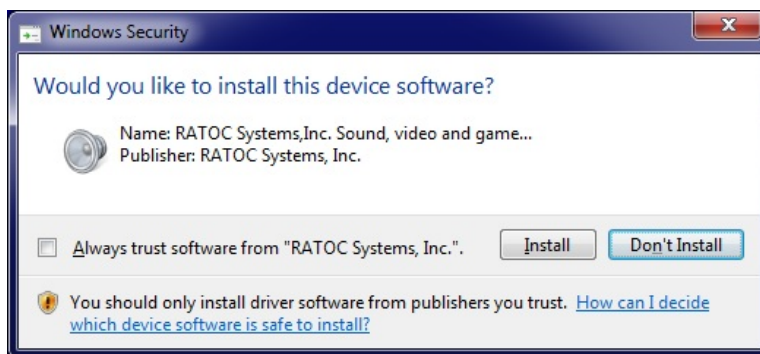 Windows Security
Would you like to install this device software?
Name: RATOC Systems,Inc. Sound, video and game...
Publisher: RATOC Systems, Inc.
Always trust software from "RATOC Systems, Inc.".
Install
Don't Install
You should only install driver software from publishers you trust. How can I decide
which device software is safe to install?